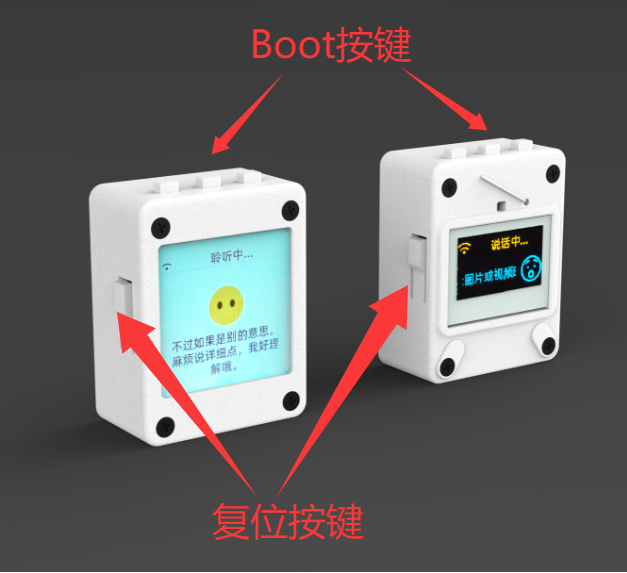 Boot按键
聆听中...
不过如果是别的意思，
麻烦说详细点，我好理
解哦。
说话中...
:图片或视频
复位按键